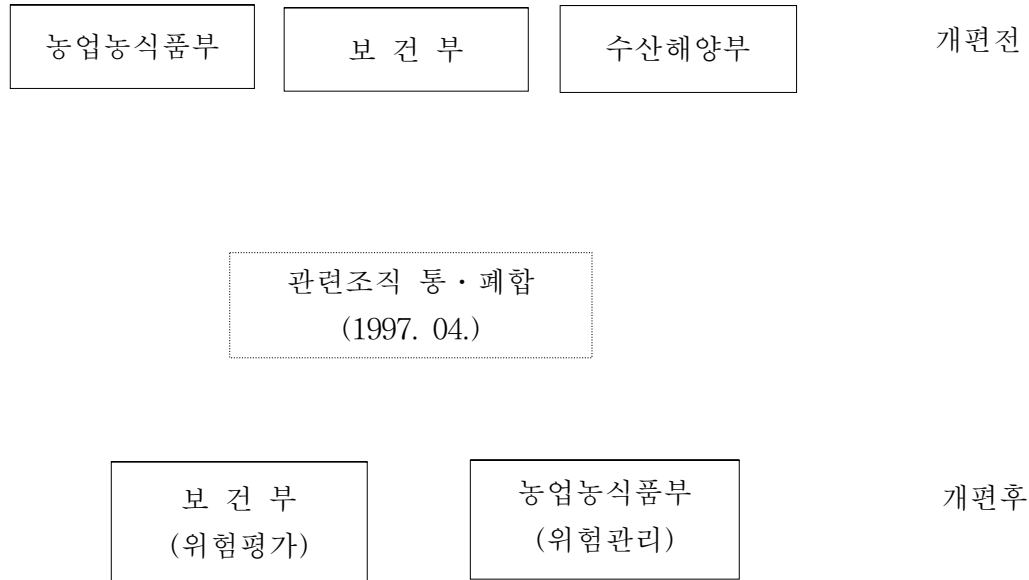 농업농식품부
보 건 부
수산해양부
개편전
관련조직 통·폐합
(1997. 04.)
보 건 부
(위험평가)
농업농식품부
(위험관리)
개편후